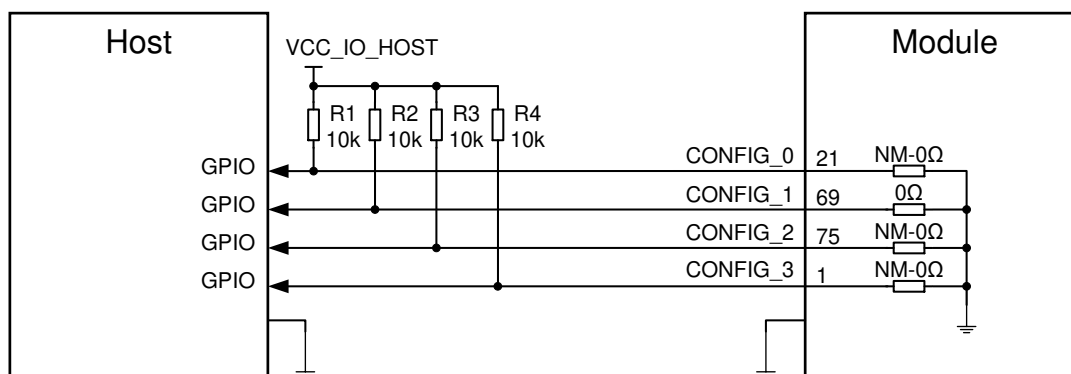 Host
Module
VCC_IO_HOST
R1
10k
R2
10k
R3
10k
R4
10k
GPIO
CONFIG_0
21
NM-0Ω
GPIO
CONFIG_1
69
0Ω
GPIO
CONFIG_2
75
NM-0Ω
GPIO
CONFIG_3
1
NM-0Ω